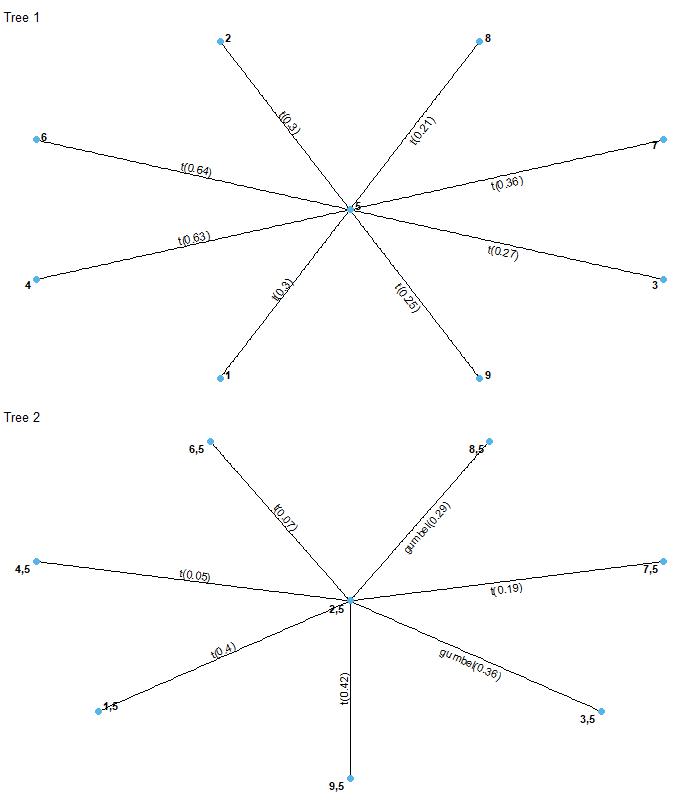 Tree 1
2
8
t(0.3)
t(0.21)
6
7
t(0.64)
t(0.36)
5
t(0.63)
t(0.27)
4
3
t(0.3)
t(0.25)
1
9
Tree 2
6,5
8,5
t(0.07)
gumbel(0.29)
4,5
7,5
t(0.05)
t(0.19)
2,5
t(0.4)
gumbel(0.36)
t(0.42)
1,5
3,5
9,5